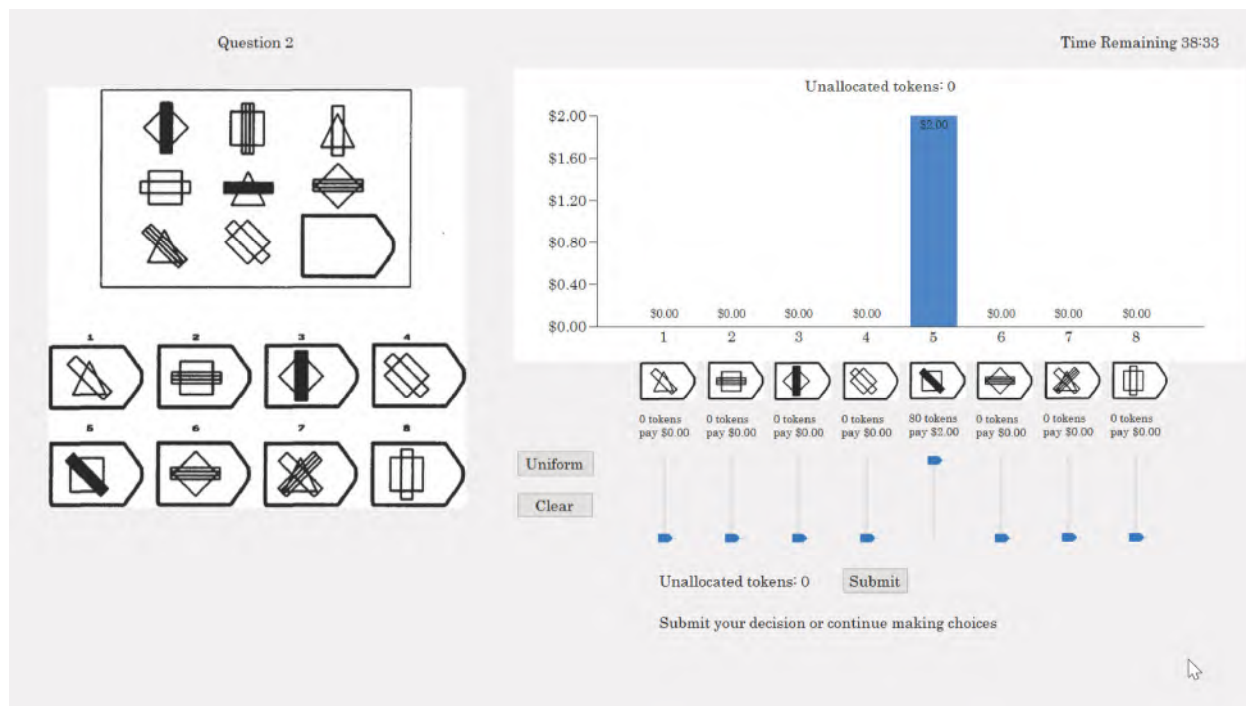 Question 2
Time Remaining 38:33
Unallocated tokens: 0
$2.00
$1.60
$1.20
$0.80
$0.40
$0.00
$0.00 $0.00 $0.00 $0.00 $2.00 $0.00 $0.00 $0.00
1 2 3 4 5 6 7 8
0 tokens 0 tokens 0 tokens 0 tokens 80 tokens 0 tokens 0 tokens 0 tokens
pay $0.00 pay $0.00 pay $0.00 pay $0.00 pay $2.00 pay $0.00 pay $0.00 pay $0.00
1 2 3 4
5 6 7 8
Uniform
Clear
Unallocated tokens: 0 Submit
Submit your decision or continue making choices